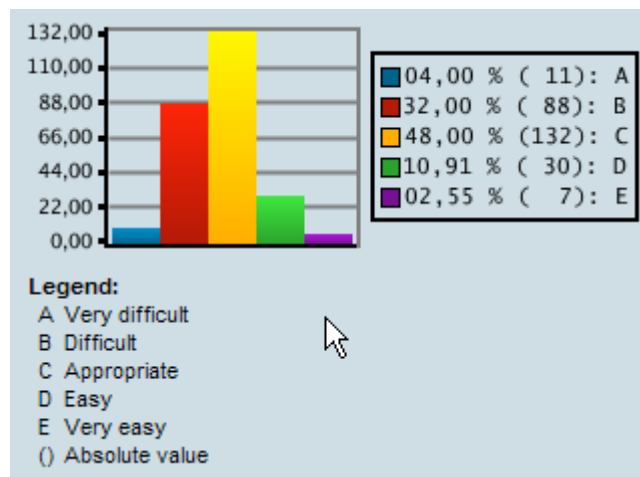 132,00
110,00
88,00
66,00
44,00
22,00
0,00
04,00 % ( 11): A
32,00 % ( 88): B
48,00 % (132): C
10,91 % ( 30): D
02,55 % (  7): E
Legend:
A Very difficult
B Difficult
C Appropriate
D Easy
E Very easy
() Absolute value